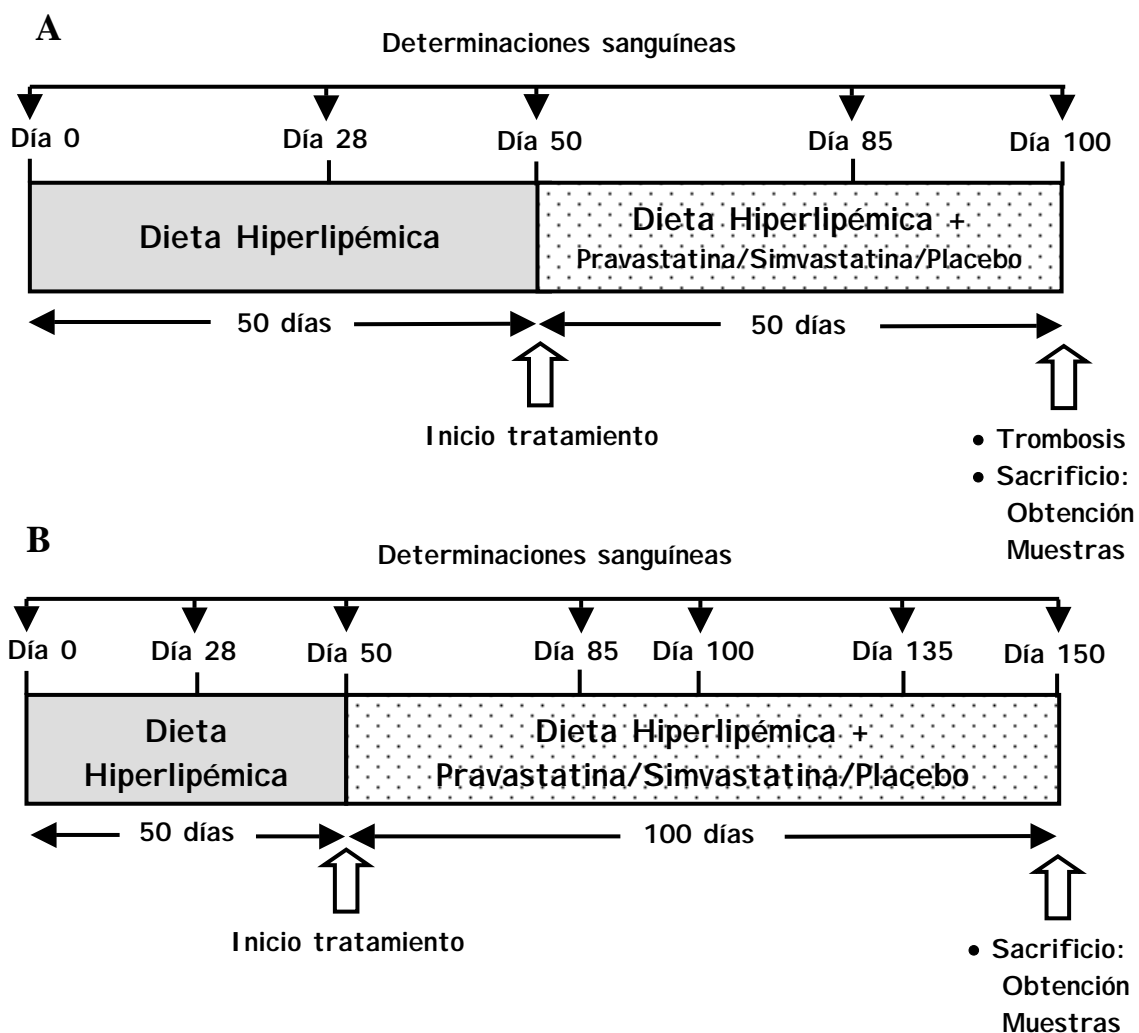 A
Determinaciones sanguíneas
Día 0 Día 28 Día 50 Día 85 Día 100
Dieta Hiperlipémica
Dieta Hiperlipémica +
Pravastatina/Simvastatina/Placebo
50 días 50 días
Inicio tratamiento
• Trombosis
• Sacrificio:
Obtención
Muestras
B
Determinaciones sanguíneas
Día 0 Día 28 Día 50 Día 85 Día 100 Día 135 Día 150
Dieta
Hiperlipémica
Dieta Hiperlipémica +
Pravastatina/Simvastatina/Placebo
50 días 100 días
Inicio tratamiento
• Sacrificio:
Obtención
Muestras